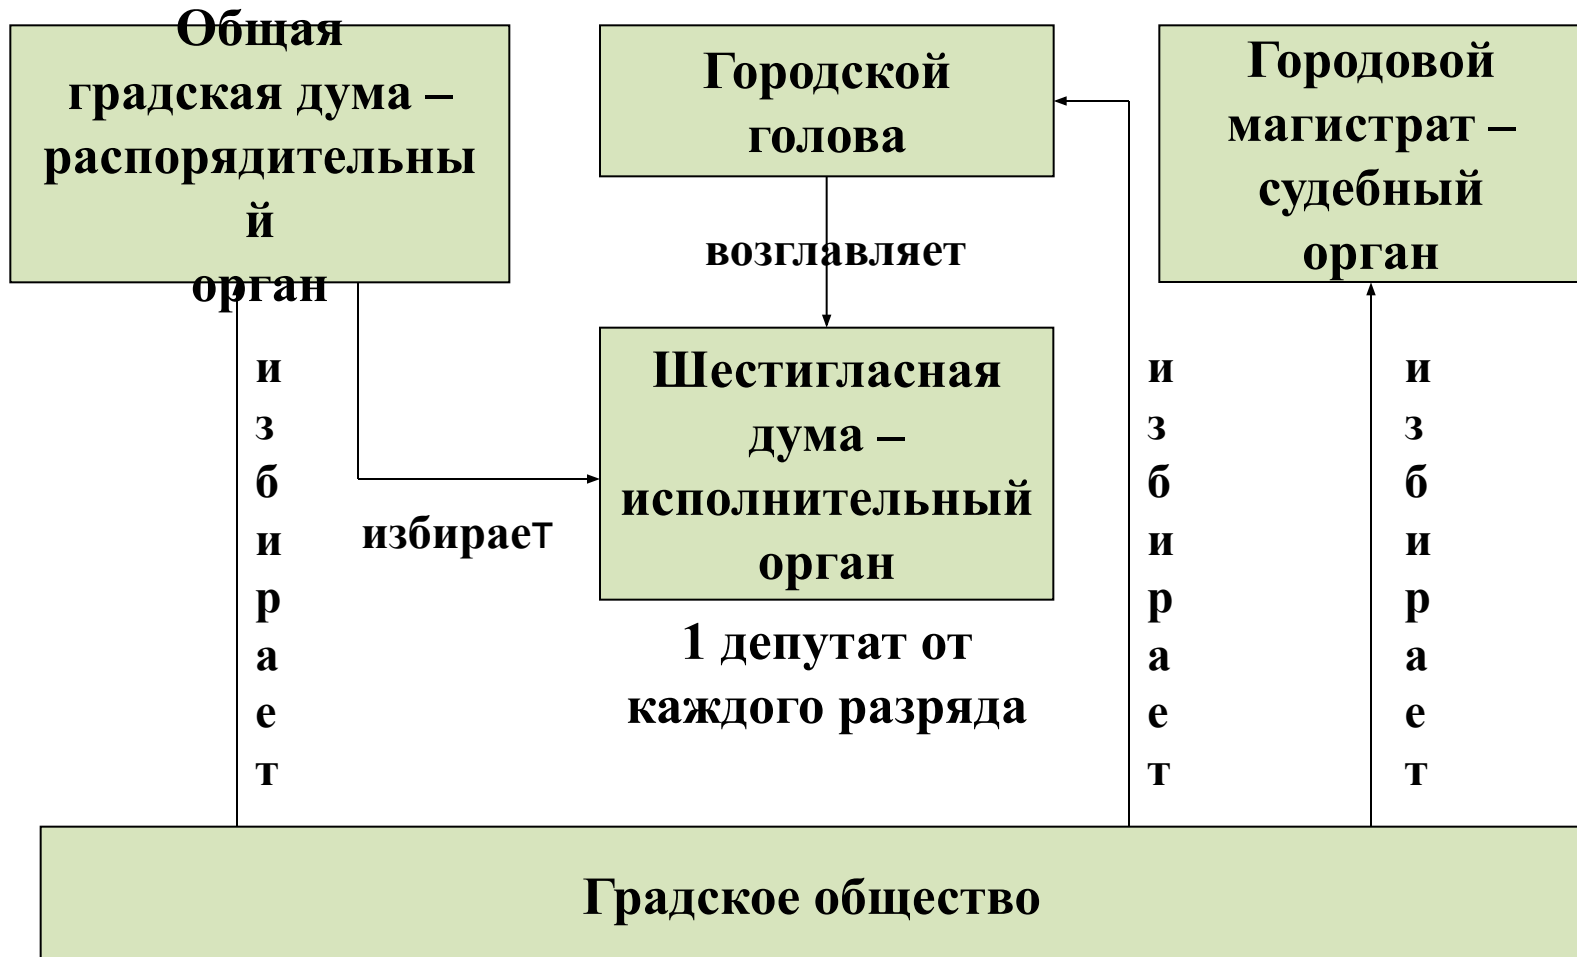 Общая
градская дума –
распорядительны
й
орган
Городской
голова
Городовой
магистрат –
судебный
орган
возглавляет
Шестигласная
дума –
исполнительный
орган
избирает
1 депутат от
каждого разряда
и
з
б
и
р
а
е
т
и
з
б
и
р
а
е
т
и
з
б
и
р
а
е
т
Градское общество